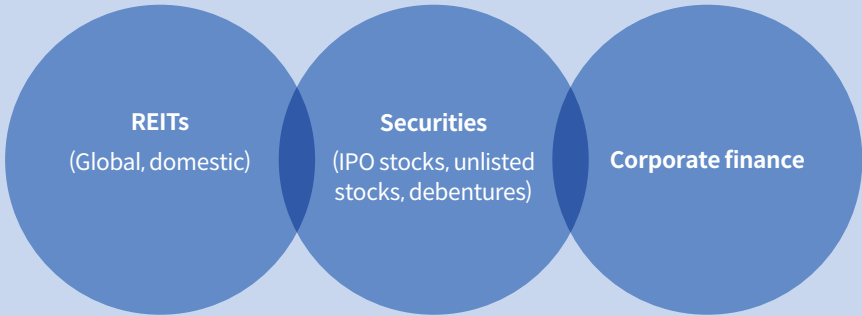 REITs
(Global, domestic)
Securities
(IPO stocks, unlisted
stocks, debentures)
Corporate finance